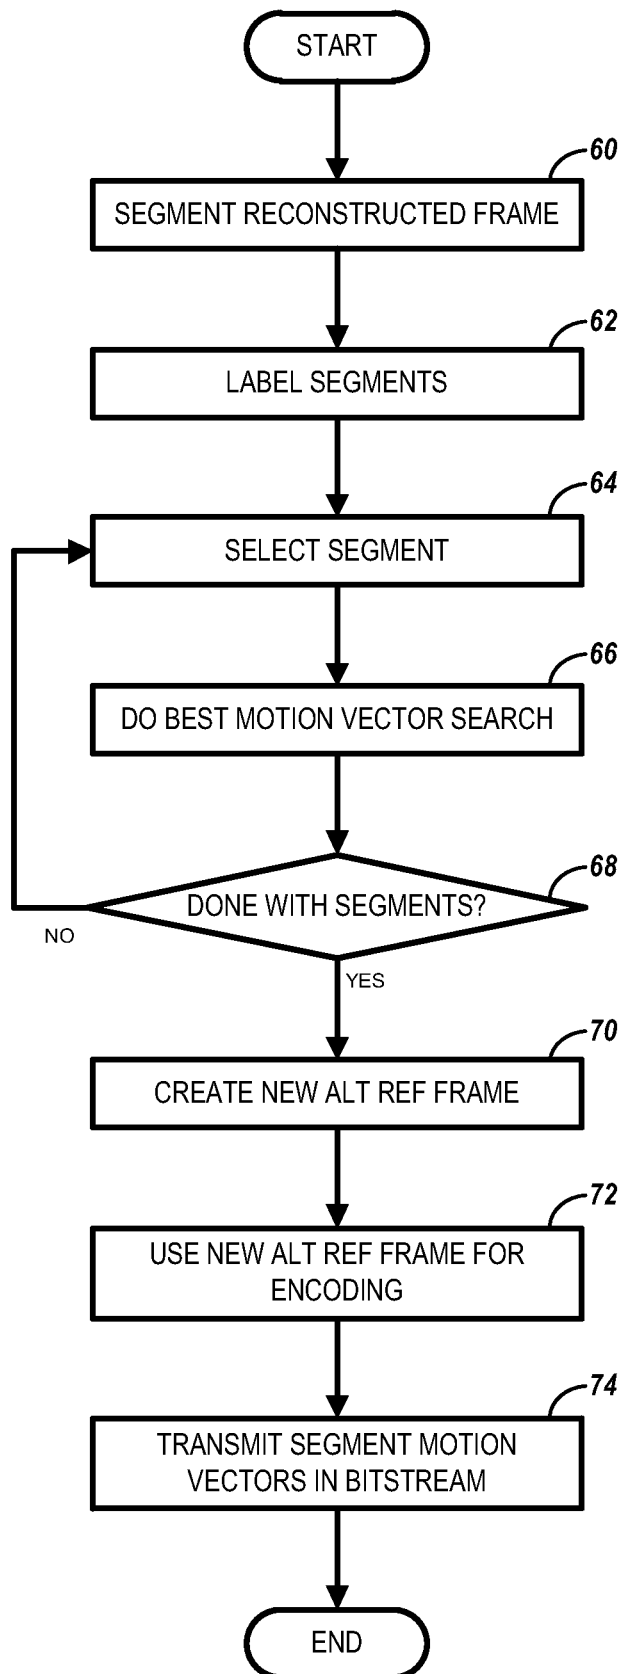 START
60
SEGMENT RECONSTRUCTED FRAME
62
LABEL SEGMENTS
64
SELECT SEGMENT
66
DO BEST MOTION VECTOR SEARCH
68
DONE WITH SEGMENTS?
NO
YES
70
CREATE NEW ALT REF FRAME
72
USE NEW ALT REF FRAME FOR
ENCODING
74
TRANSMIT SEGMENT MOTION
VECTORS IN BITSTREAM
END